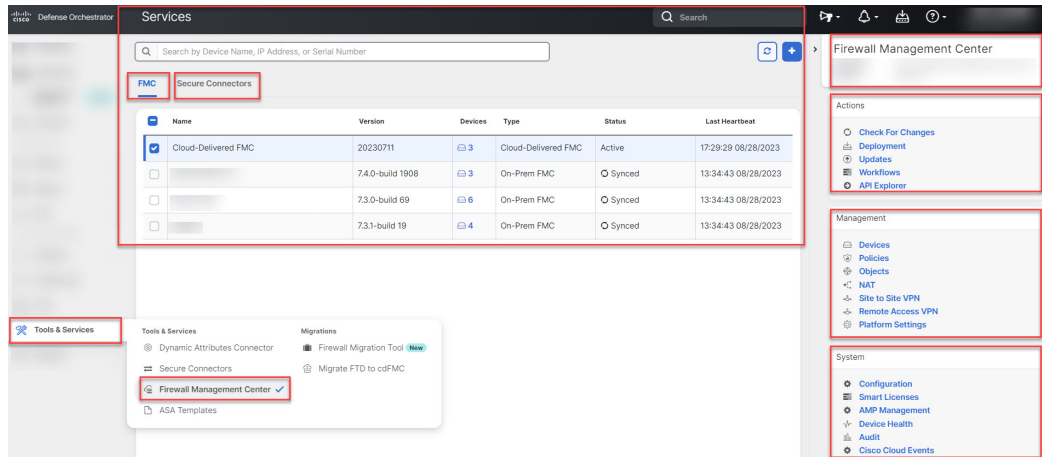 CISCO Defense Orchestrator Services Search
Search by Device Name, IP Address, or Serial Number
FMC Secure Connectors
Name Version Devices Type Status Last Heartbeat
Cloud-Delivered FMC 20230711 3 Cloud-Delivered FMC Active 17:29:29 08/28/2023
7.4.0-build 1908 3 On-Prem FMC Synced 13:34:43 08/28/2023
7.3.0-build 69 6 On-Prem FMC Synced 13:34:43 08/28/2023
7.3.1-build 19 4 On-Prem FMC Synced 13:34:43 08/28/2023
Tools & Services
Tools & Services
Dynamic Attributes Connector
Secure Connectors
Firewall Management Center
ASA Templates
Migrations
Firewall Migration Tool New
Migrate FTD to cdFMC
Firewall Management Center
Actions
Check For Changes
Deployment
Updates
Workflows
API Explorer
Management
Devices
Policies
Objects
NAT
Site to Site VPN
Remote Access VPN
Platform Settings
System
Configuration
Smart Licenses
AMP Management
Device Health
Audit
Cisco Cloud Events